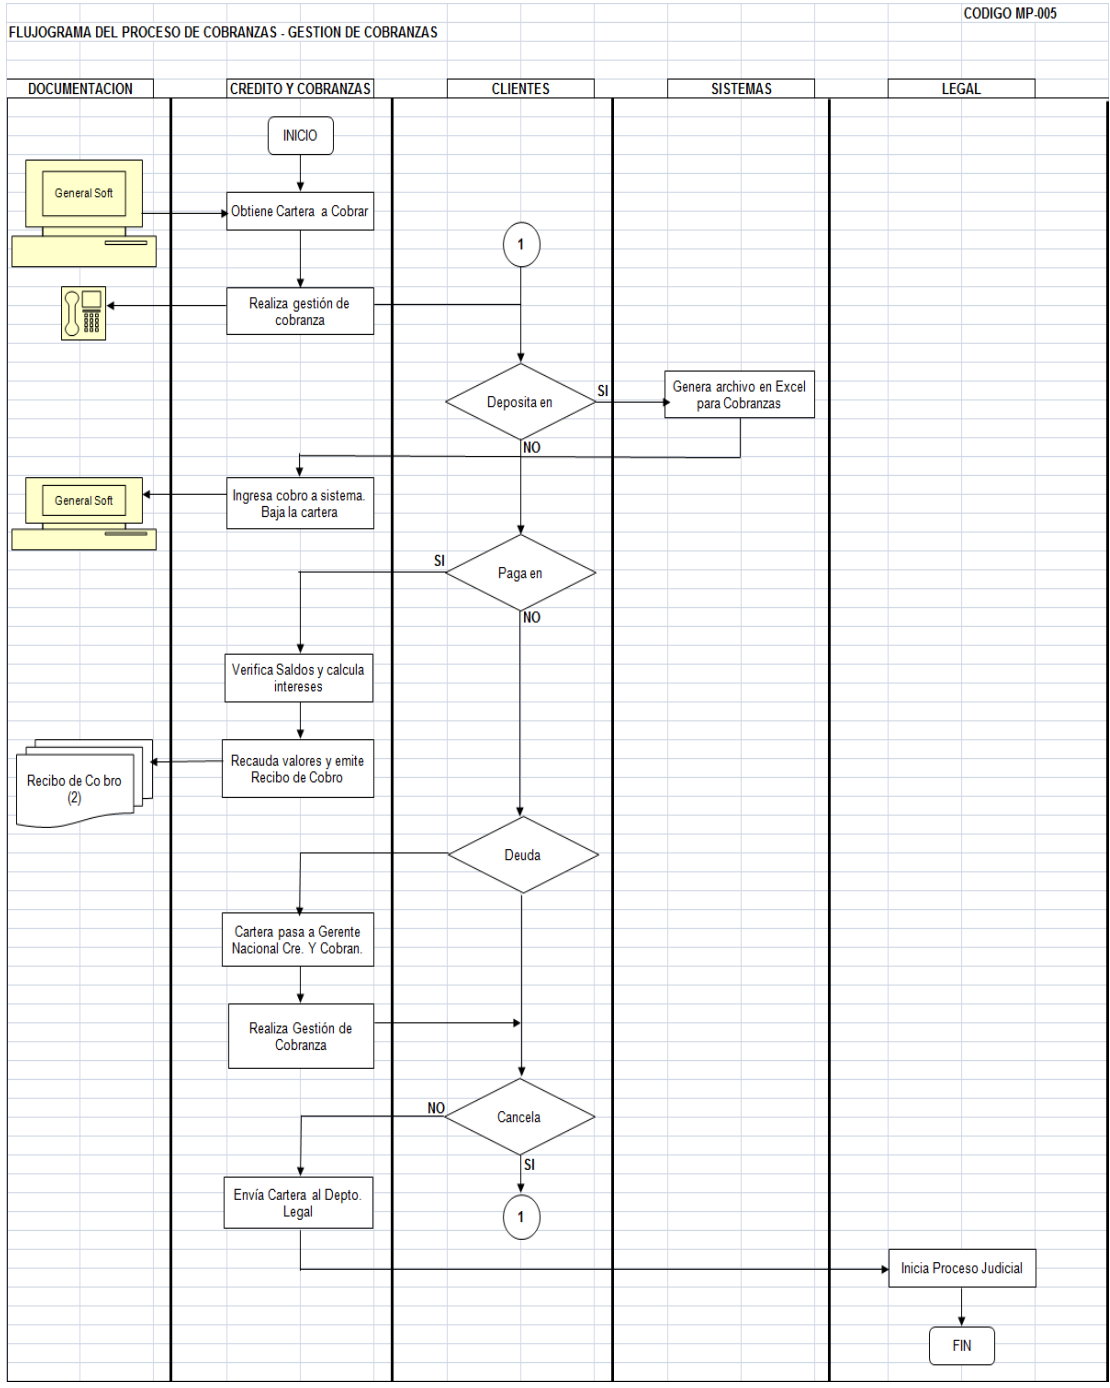 CODIGO MP-005
FLUJOGRAMA DEL PROCESO DE COBRANZAS - GESTION DE COBRANZAS
DOCUMENTACION
CREDITO Y COBRANZAS
CLIENTES
SISTEMAS
LEGAL
INICIO
General Soft
Obtiene Cartera a Cobrar
1
Realiza gestión de
cobranza
Deposita en
SI
Genera archivo en Excel
para Cobranzas
NO
General Soft
Ingresa cobro a sistema.
Baja la cartera
SI
Paga en
NO
Verifica Saldos y calcula
intereses
Recauda valores y emite
Recibo de Cobro
Recibo de Co bro
(2)
Deuda
Cartera pasa a Gerente
Nacional Cre. Y Cobran.
Realiza Gestión de
Cobranza
NO
Cancela
SI
Envía Cartera al Depto.
Legal
1
Inicia Proceso Judicial
FIN